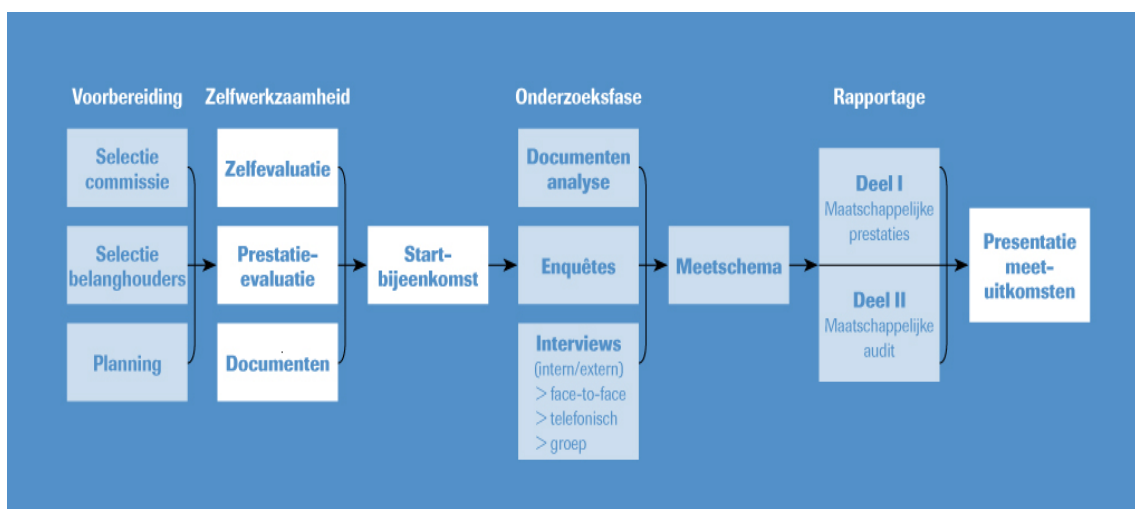 Voorbereiding
Selectie
commissie
Selectie
belanghouders
Planning
Zelfwerkzaamheid
Zelfevaluatie
Prestatie-
evaluatie
Documenten
Start-
bijeenkomst
Onderzoeksfase
Documenten
analyse
Enquêtes
Interviews
(intern/extern)
> face-to-face
> telefonisch
> groep
Meetschema
Rapportage
Deel I
Maatschappelijke
prestaties
Deel II
Maatschappelijke
audit
Presentatie
meet-
uitkomsten